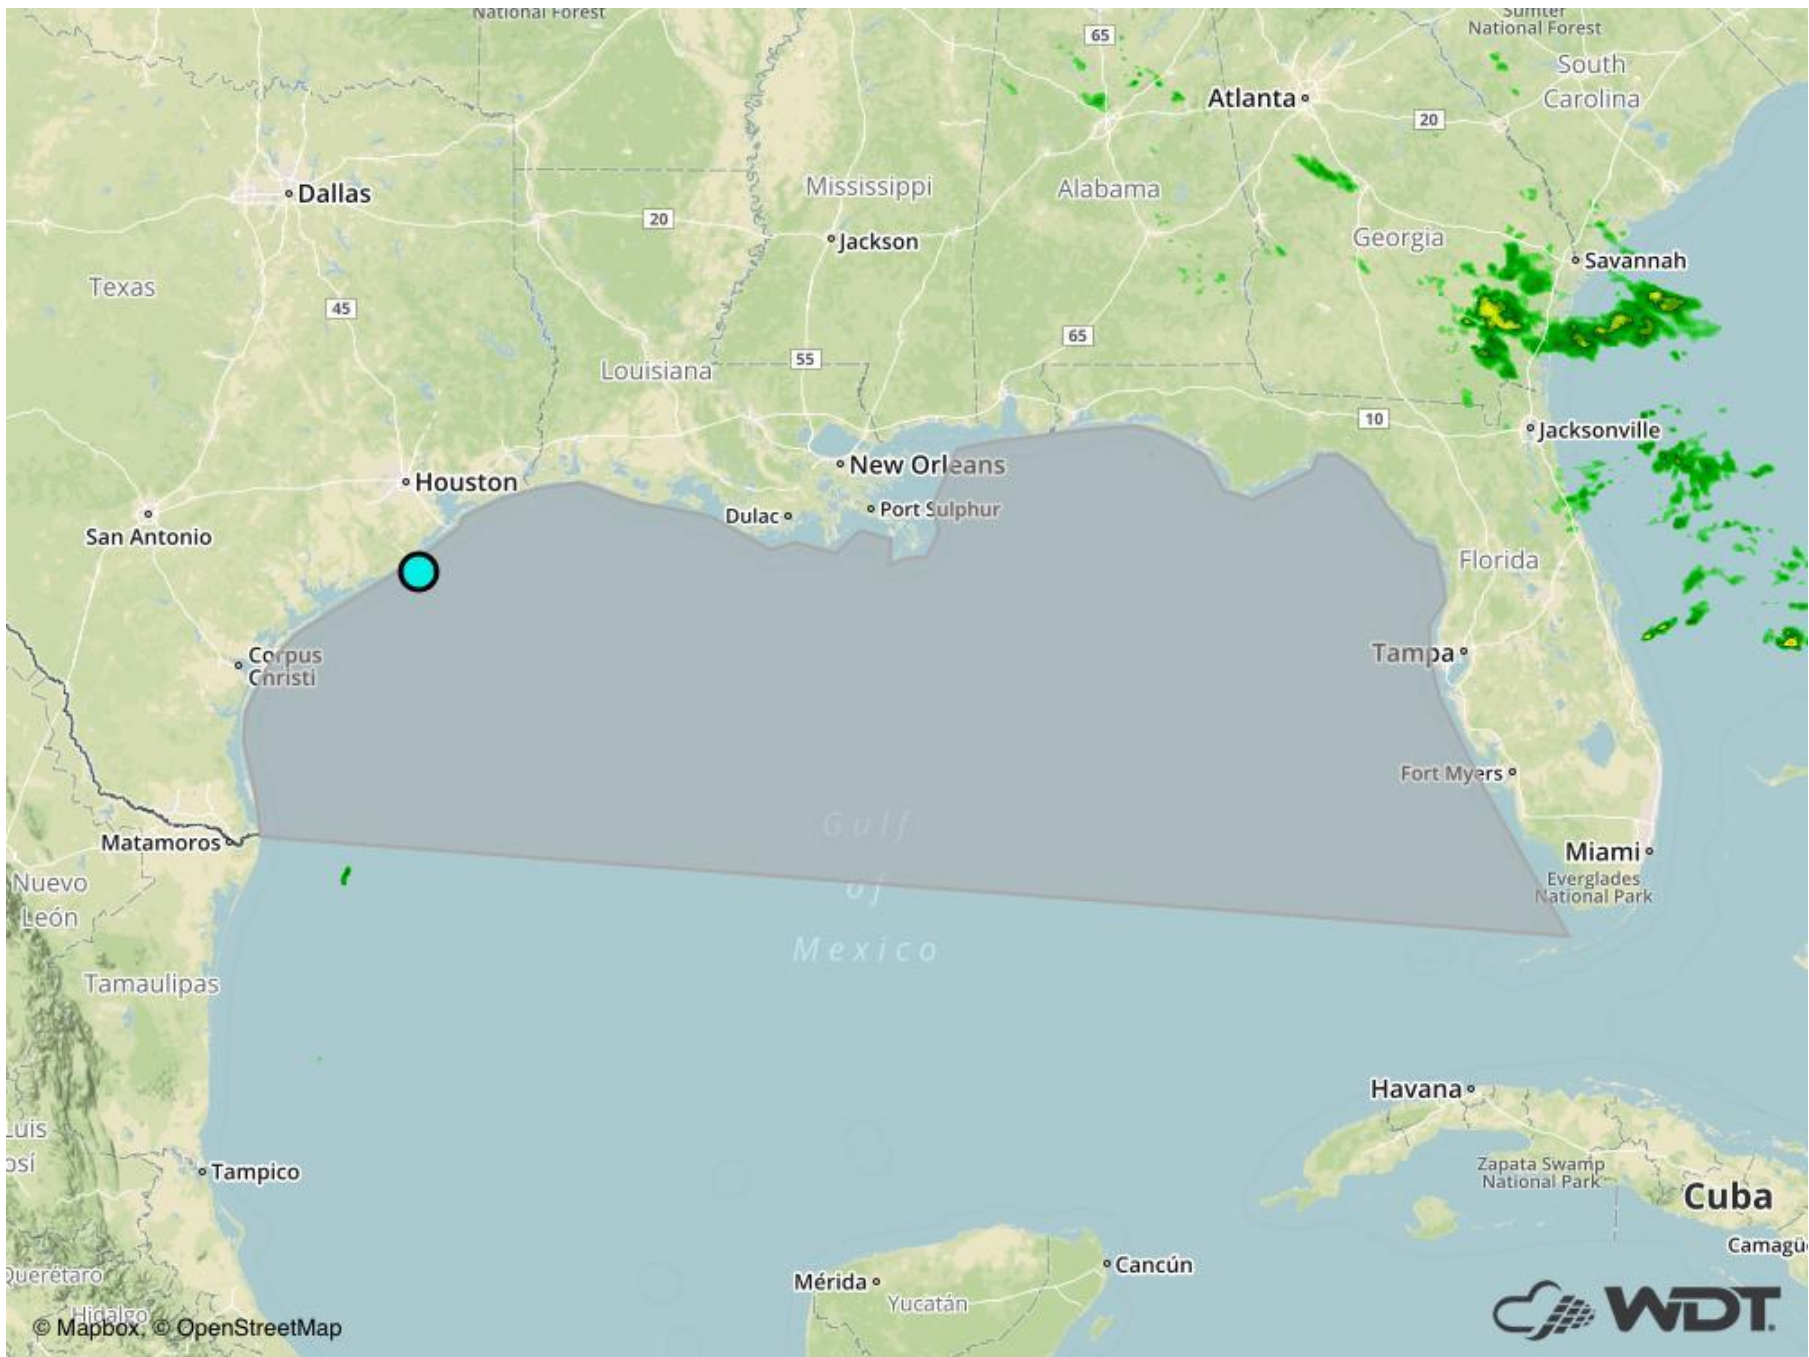 National Forest
Sumter
National Forest
65
South
Carolina
Atlanta
20
Dallas
Mississippi
Alabama
20
Jackson
Georgia
Savannah
Texas
45
65
55
Louisiana
10
Jacksonville
New Orleans
Houston
Dulac
Port Sulphur
San Antonio
Florida
Corpus
Christi
Tampa
Fort Myers
Gulf
of
Mexico
Matamoros
Miami
Everglades
National Park
Nuevo
León
Tamaulipas
Havana
Luis
osí
Tampico
Zapata Swamp
National Park
Cuba
Camagü
Cancún
Mérida
Yucatán
Querétaro
Hidalgo
© Mapbox, © OpenStreetMap
WDT.